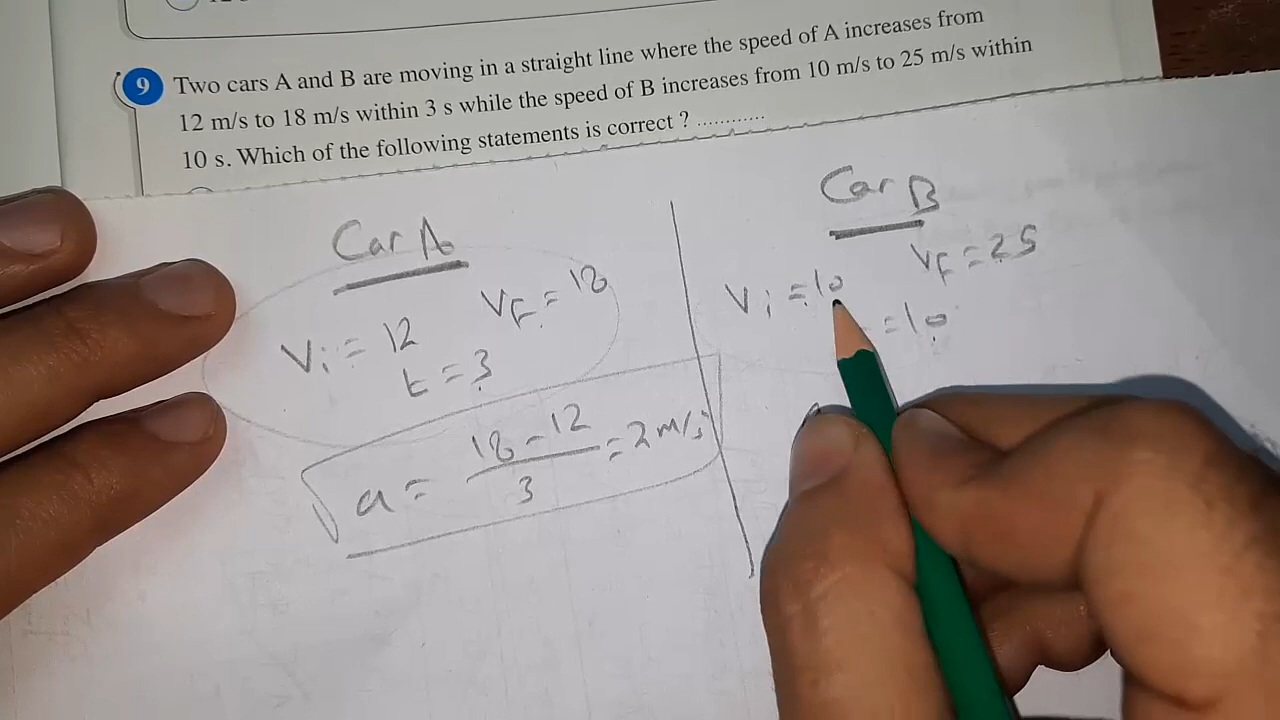 9 Two cars A and B are moving in a straight line where the speed of A increases from
12 m/s to 18 m/s within 3 s while the speed of B increases from 10 m/s to 25 m/s within
10 s. Which of the following statements is correct ? ............
Car A
Vi = 12
VF = 18
t = 3
a = 18 - 12 / 3 = 2 m/s
Car B
Vi = 10
VF = 25
= 10